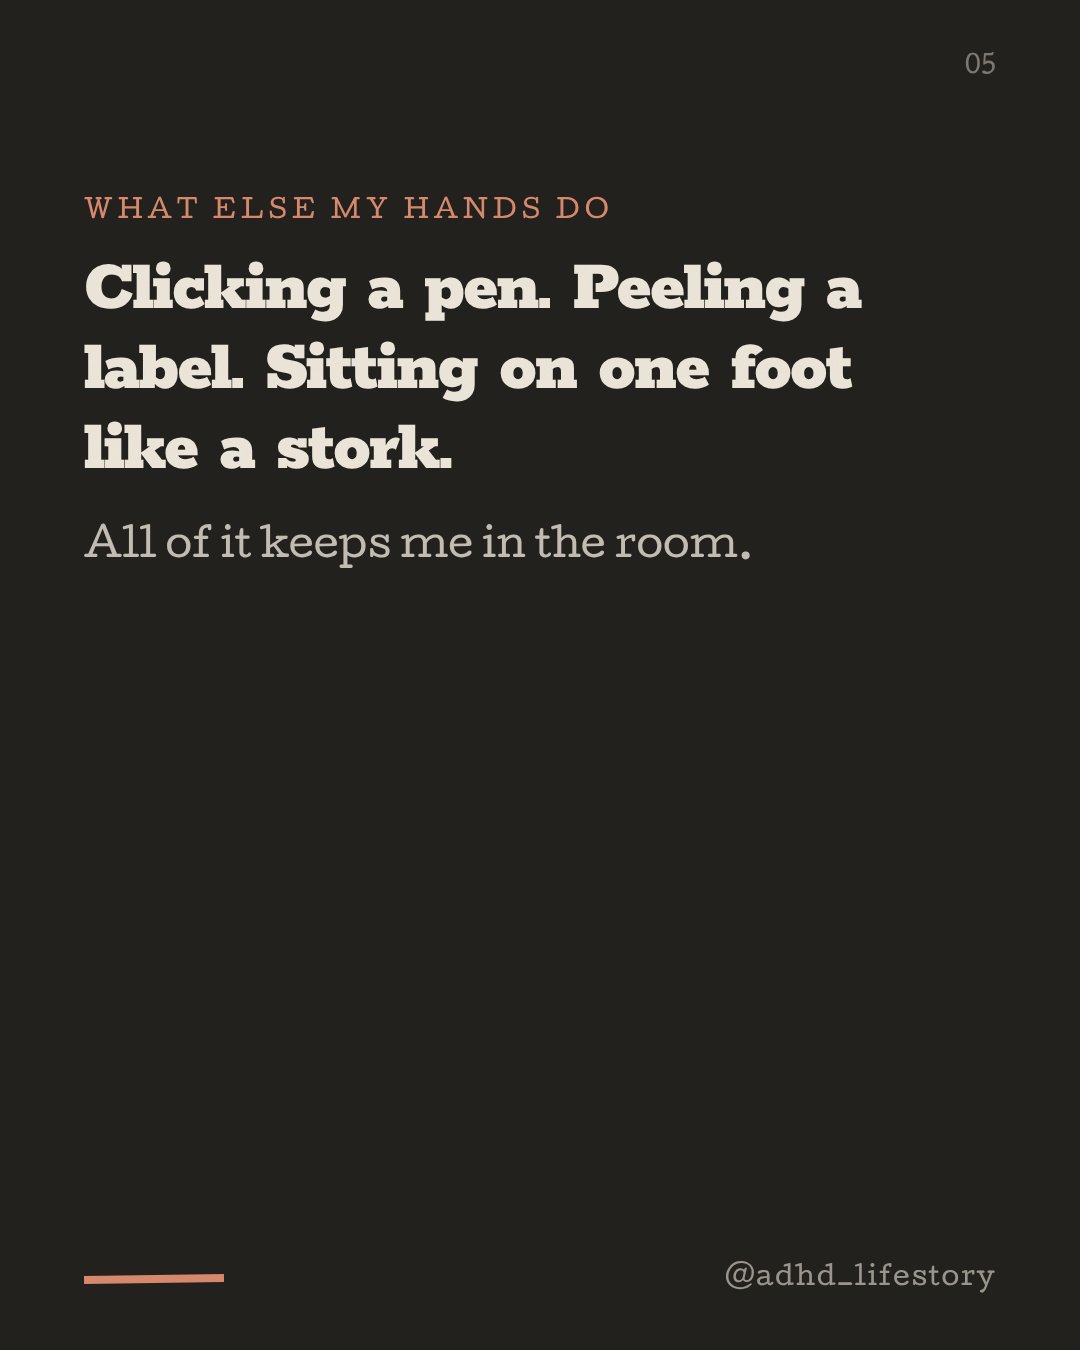 05
WHAT ELSE MY HANDS DO
Clicking a pen. Peeling a
label. Sitting on one foot
like a stork.
All of it keeps me in the room.
@adhd_lifestory